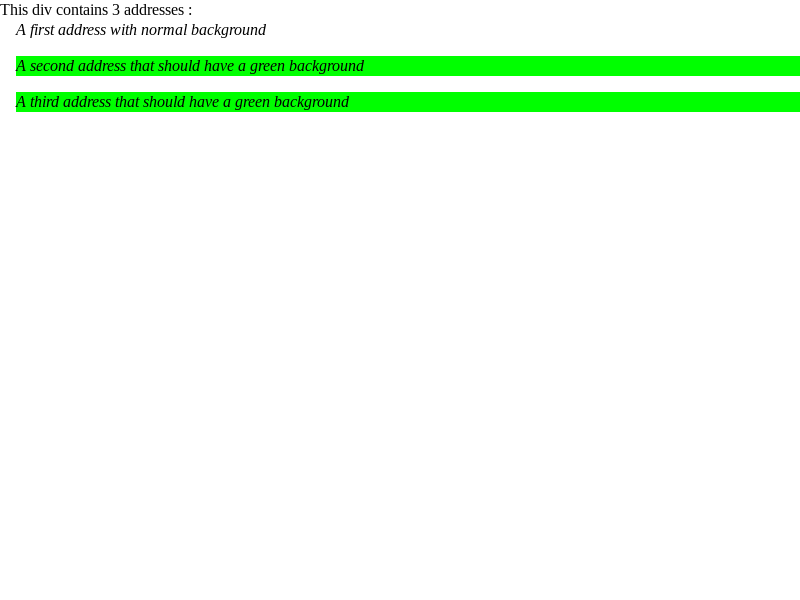 This div contains 3 addresses :
A first address with normal background
A second address that should have a green background
A third address that should have a green background